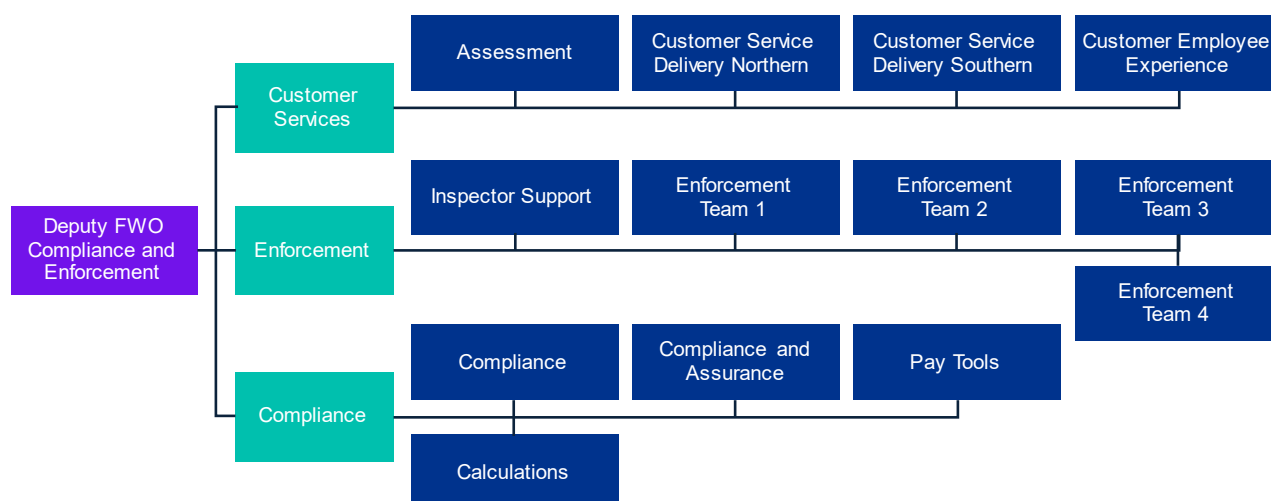 Assessment
Customer Service
Delivery Northern
Customer Service
Delivery Southern
Customer Employee
Experience
Customer
Services
Inspector Support
Enforcement
Team 1
Enforcement
Team 2
Enforcement
Team 3
Deputy FWO
Compliance and
Enforcement
Enforcement
Enforcement
Team 4
Compliance
Compliance and
Assurance
Pay Tools
Compliance
Calculations